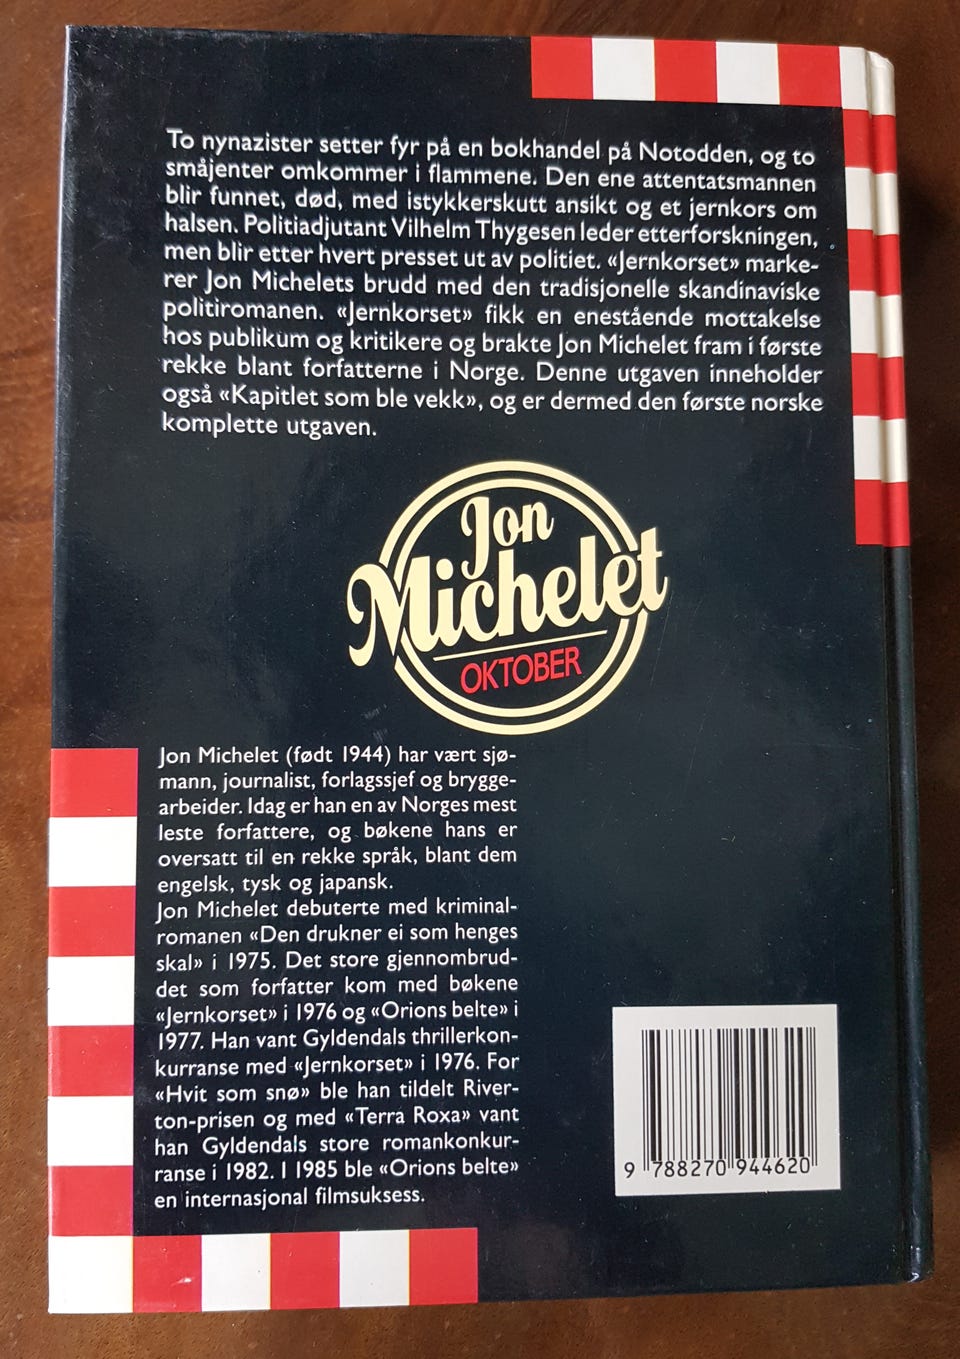 To nynazister setter fyr på en bokhandel på Notodden, og to
småjenter omkommer i flammene. Den ene attentatsmannen
blir funnet, død, med istykkerskutt ansikt og et jernkors om
halsen. Politiadjutant Vilhelm Thygesen leder etterforskningen,
men blir etter hvert presset ut av politiet. «Jernkorset» marke-
rer Jon Michelets brudd med den tradisjonelle skandinaviske
politiromanen. «Jernkorset» fikk en enestående mottakelse
hos publikum og kritikere og brakte Jon Michelet fram i første
rekke blant forfatterne i Norge. Denne utgaven inneholder
også «Kapitlet som ble vekk», og er dermed den første norske
komplette utgaven.
Jon
Michelet
OKTOBER
Jon Michelet (født 1944) har vært sjø-
mann, journalist, forlagssjef og brygge-
arbeider. Idag er han en av Norges mest
leste forfattere, og bøkene hans er
oversatt til en rekke språk, blant dem
engelsk, tysk og japansk.
Jon Michelet debuterte med kriminal-
romanen «Den drukner ei som henges
skal» i 1975. Det store gjennombrud-
det som forfatter kom med bøkene
«Jernkorset» i 1976 og «Orions belte» i
1977. Han vant Gyldendals thrillerkon-
kurranse med «Jernkorset» i 1976. For
«Hvit som snø» ble han tildelt River-
ton-prisen og med «Terra Roxa» vant
han Gyldendals store romankonkur-
ranse i 1982. I 1985 ble «Orions belte»
en internasjonal filmsuksess.
9 788270 944620